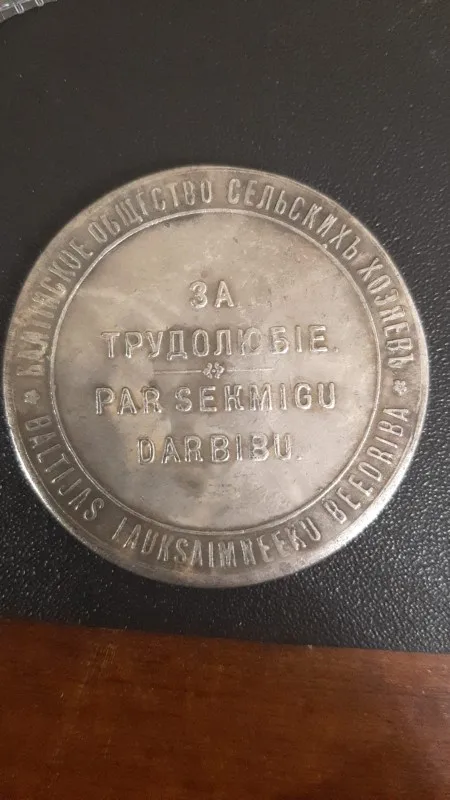 БАЛТІЙСКОЕ ОБЩЕСТВО СЕЛЬСКИХЪ ХОЗЯЕВЪ
ЗА
ТРУДОЛЮБІЕ.
PAR SEKMIGU
DARBIBU.
BALTIJAS LAUKSAIMNEEKU BEEDRIBA